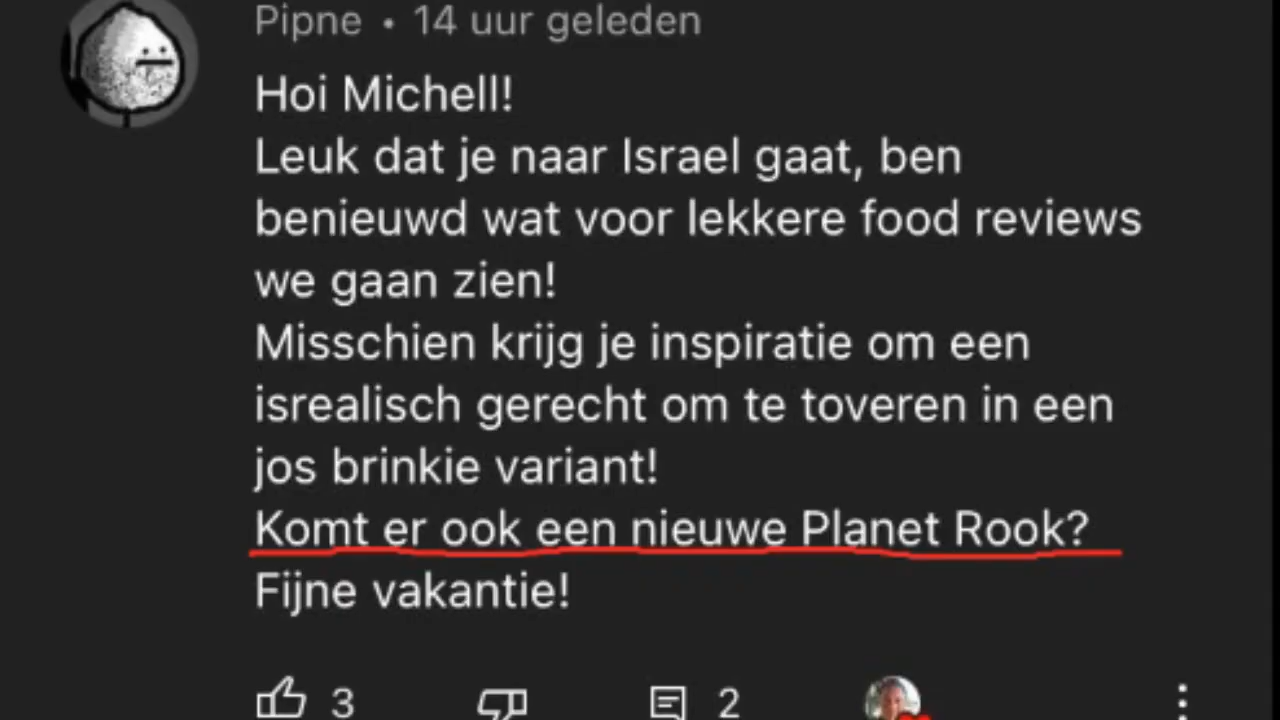 Pipne • 14 uur geleden
Hoi Michell!
Leuk dat je naar Israel gaat, ben
benieuwd wat voor lekkere food reviews
we gaan zien!
Misschien krijg je inspiratie om een
isrealisch gerecht om te toveren in een
jos brinkie variant!
Komt er ook een nieuwe Planet Rook?
Fijne vakantie!
3 2